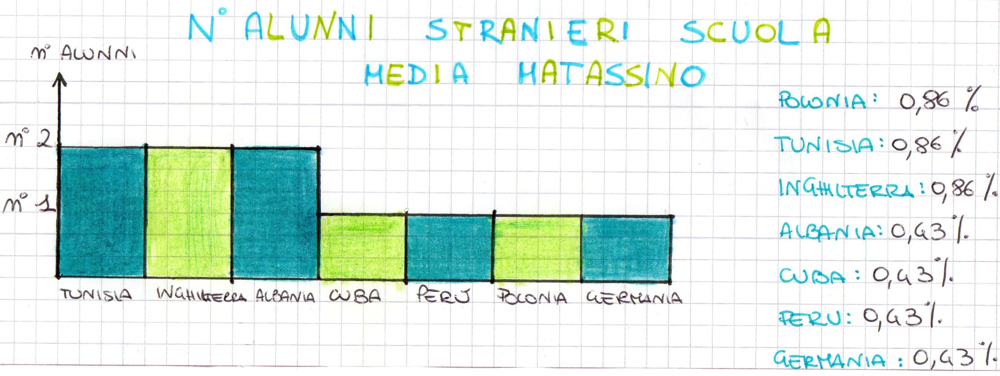 N° ALUNNI STRANIERI SCUOLA
MEDIA MATASSINO
n° ALUNNI
n° 2
n° 1
TUNISIA INGHILTERRA ALBANIA CUBA PERÙ POLONIA GERMANIA
POLONIA: 0,86 %
TUNISIA: 0,86 %
INGHILTERRA: 0,86 %
ALBANIA: 0,43 %
CUBA: 0,43 %
PERU: 0,43 %
GERMANIA: 0,43 %